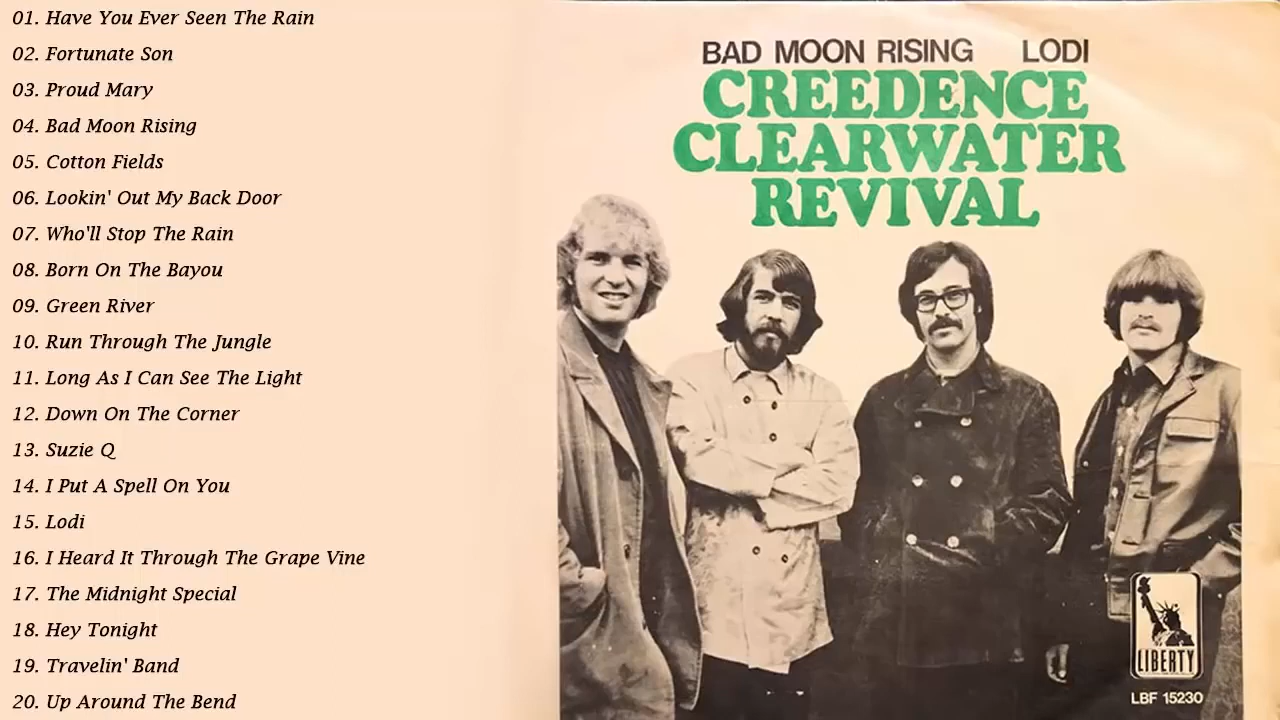 01. Have You Ever Seen The Rain
02. Fortunate Son
03. Proud Mary
04. Bad Moon Rising
05. Cotton Fields
06. Lookin' Out My Back Door
07. Who'll Stop The Rain
08. Born On The Bayou
09. Green River
10. Run Through The Jungle
11. Long As I Can See The Light
12. Down On The Corner
13. Suzie Q
14. I Put A Spell On You
15. Lodi
16. I Heard It Through The Grape Vine
17. The Midnight Special
18. Hey Tonight
19. Travelin' Band
20. Up Around The Bend
BAD MOON RISING LODI
CREEDENCE
CLEARWATER
REVIVAL
LIBERTY
LBF 15230